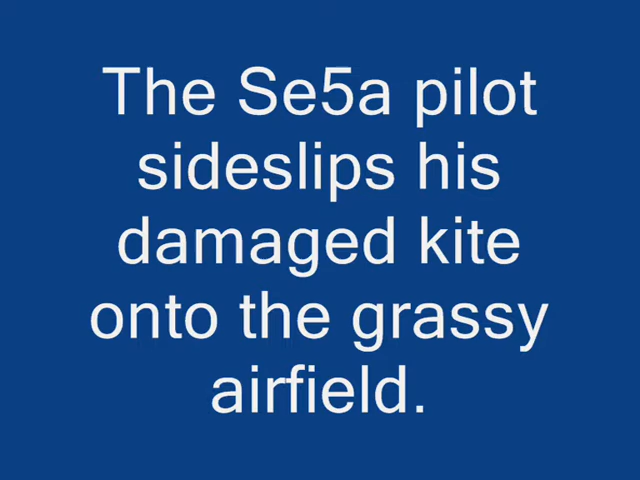 The Se5a pilot
sideslips his
damaged kite
onto the grassy
airfield.